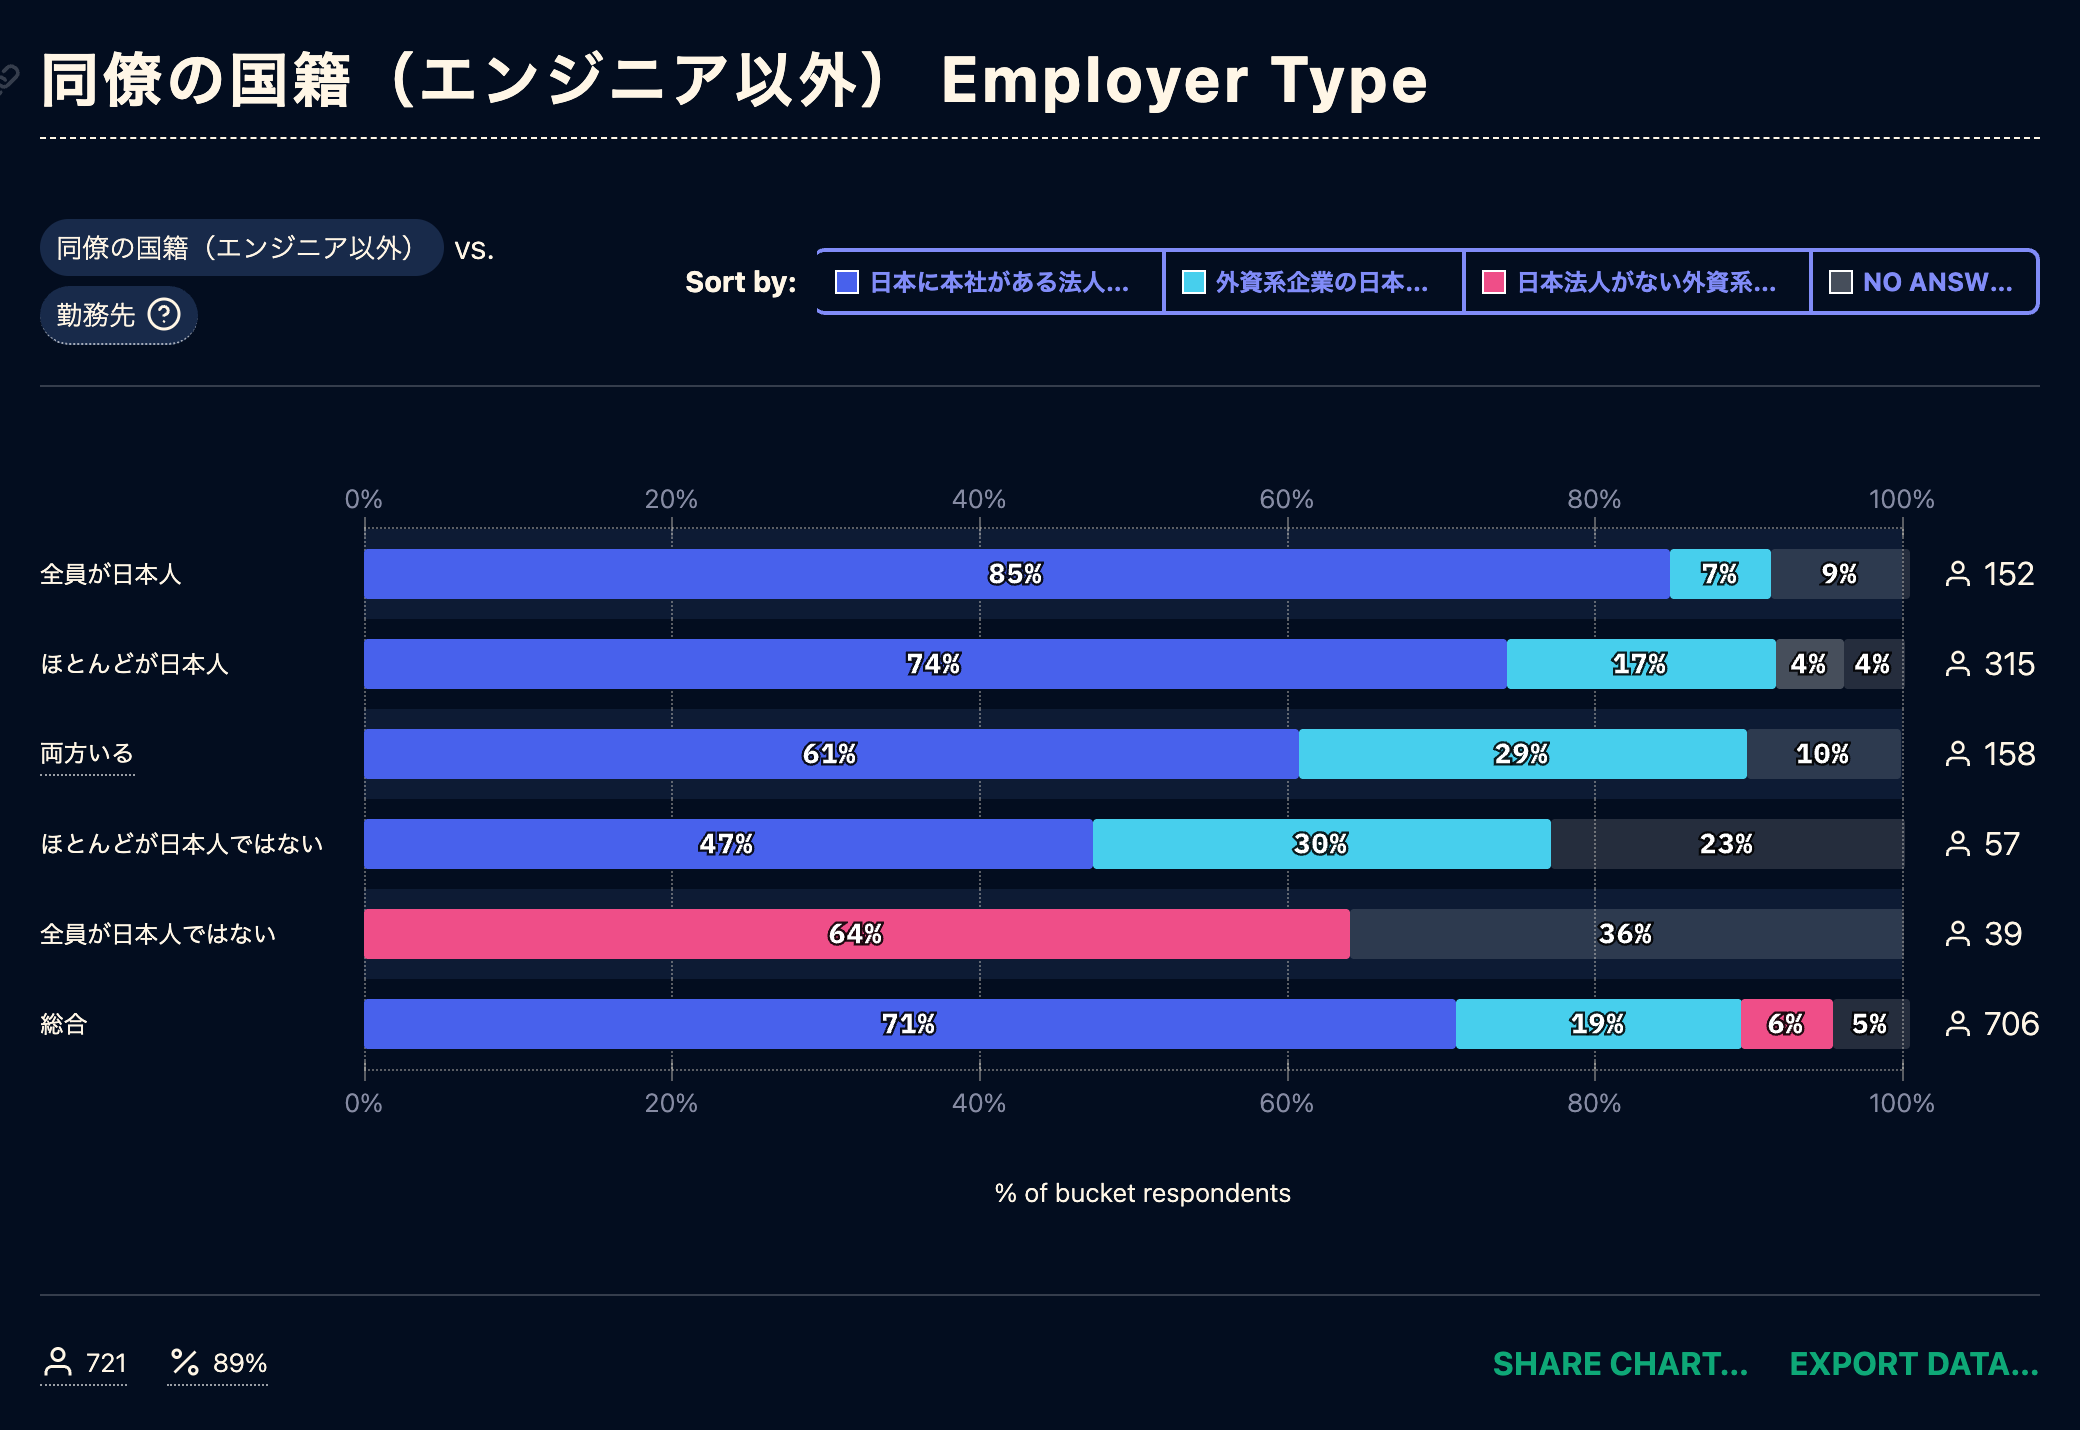 同僚の国籍（エンジニア以外） Employer Type
同僚の国籍（エンジニア以外） vs.
勤務先 ?
Sort by: 日本に本社がある法人... 外資系企業の日本... 日本法人がない外資系... NO ANSW...
0% 20% 40% 60% 80% 100%
全員が日本人 85% 7% 9% 152
ほとんどが日本人 74% 17% 4% 4% 315
両方いる 61% 29% 10% 158
ほとんどが日本人ではない 47% 30% 23% 57
全員が日本人ではない 64% 36% 39
総合 71% 19% 6% 5% 706
0% 20% 40% 60% 80% 100%
% of bucket respondents
721 % 89%
SHARE CHART... EXPORT DATA...